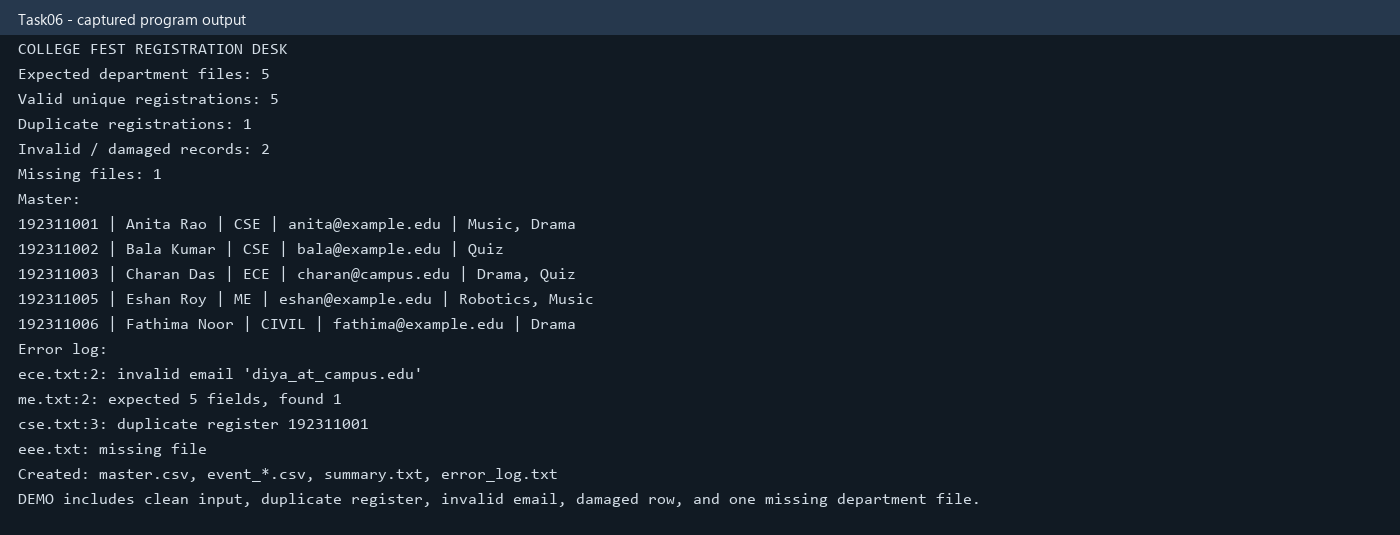 Task06 - captured program output
COLLEGE FEST REGISTRATION DESK
Expected department files: 5
Valid unique registrations: 5
Duplicate registrations: 1
Invalid / damaged records: 2
Missing files: 1
Master:
192311001 | Anita Rao | CSE | anita@example.edu | Music, Drama
192311002 | Bala Kumar | CSE | bala@example.edu | Quiz
192311003 | Charan Das | ECE | charan@campus.edu | Drama, Quiz
192311005 | Eshan Roy | ME | eshan@example.edu | Robotics, Music
192311006 | Fathima Noor | CIVIL | fathima@example.edu | Drama
Error log:
ece.txt:2: invalid email 'diya_at_campus.edu'
me.txt:2: expected 5 fields, found 1
cse.txt:3: duplicate register 192311001
eee.txt: missing file
Created: master.csv, event_*.csv, summary.txt, error_log.txt
DEMO includes clean input, duplicate register, invalid email, damaged row, and one missing department file.